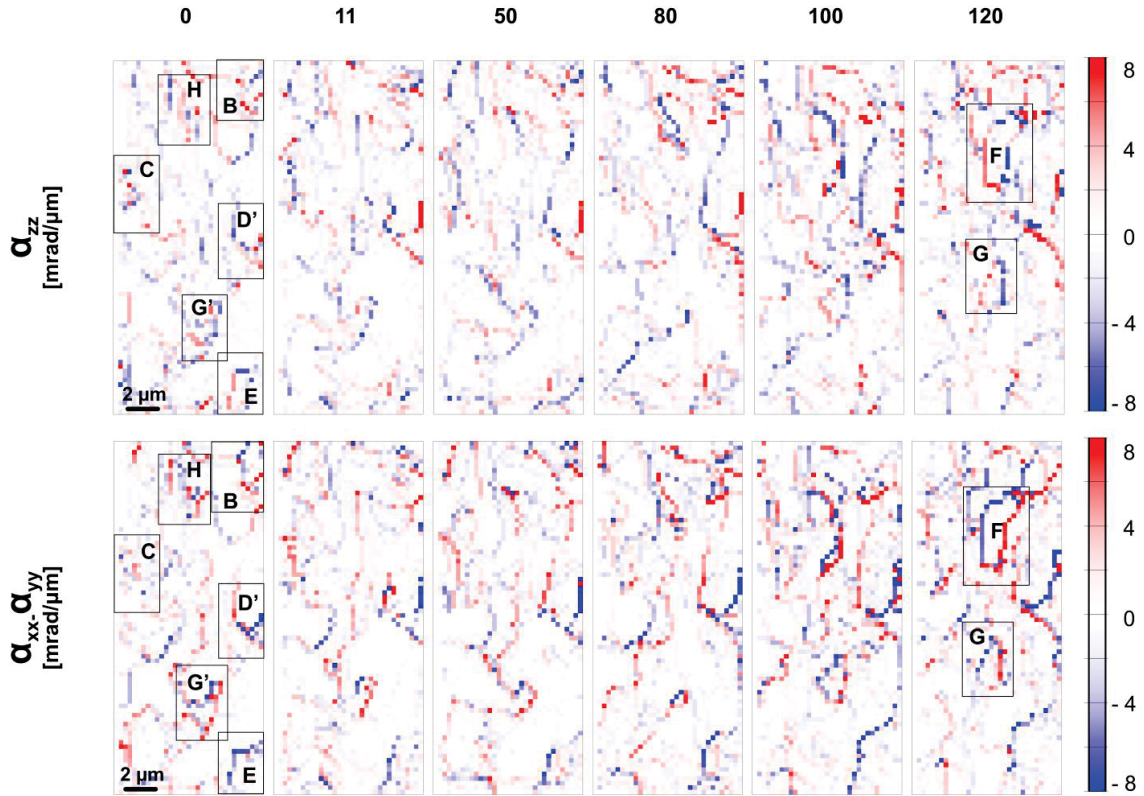 0 11 50 80 100 120
αzz
[mrad/µm]
H
B
C
D'
G'
E
2 µm
F
G
8
4
0
- 4
- 8
αxx- αyy
[mrad/µm]
H
B
C
D'
G'
E
2 µm
F
G
8
4
0
- 4
- 8